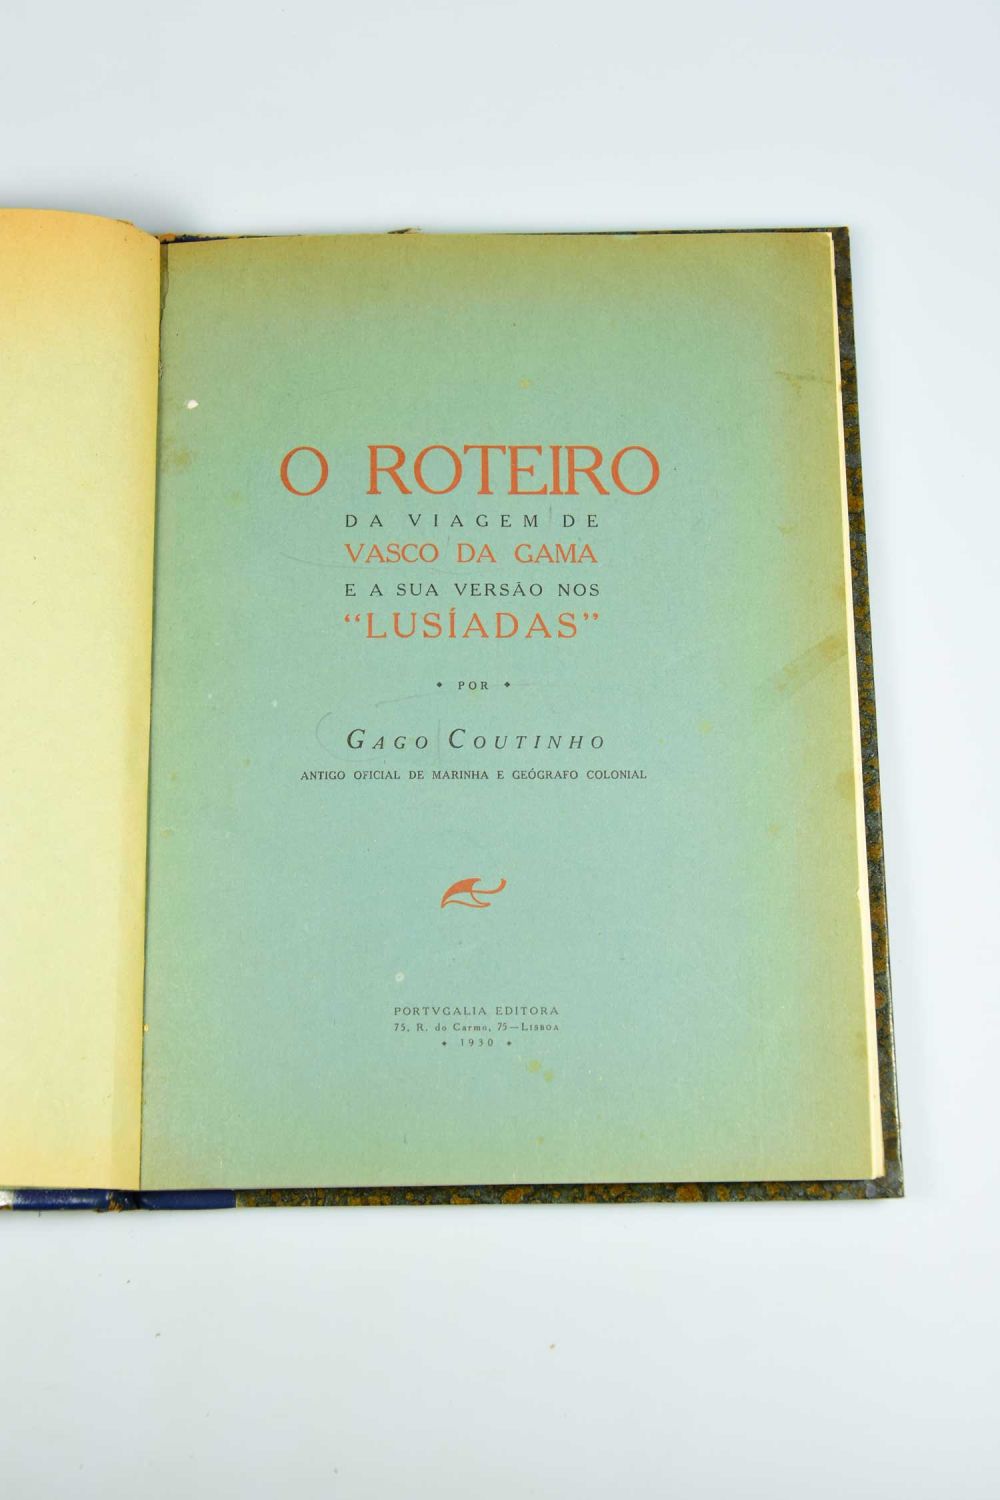 O ROTEIRO
DA VIAGEM DE
VASCO DA GAMA
E A SUA VERSÃO NOS
“LUSÍADAS”
POR
GAGO COUTINHO
ANTIGO OFICIAL DE MARINHA E GEÓGRAFO COLONIAL
PORTVGALIA EDITORA
75, R. do Carmo, 75—LISBOA
1930